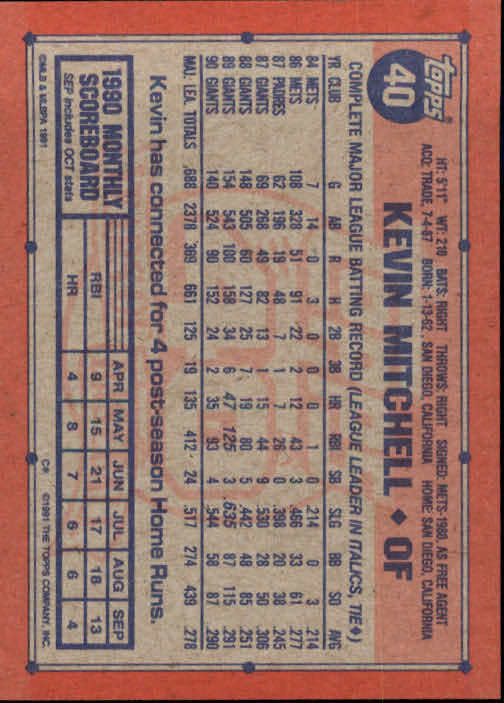 Topps
40
KEVIN MITCHELL ♦ OF
HT: 5'11" WT: 210 BATS: RIGHT THROWS: RIGHT SIGNED: METS-1980, AS FREE AGENT
ACQ: TRADE, 7-4-87 BORN: 1-13-62 SAN DIEGO, CALIFORNIA HOME: SAN DIEGO, CALIFORNIA
COMPLETE MAJOR LEAGUE BATTING RECORD (LEAGUE LEADER IN ITALICS, TIE♦)
YR CLUB G AB R H 2B 3B HR RBI SB SLG BB SO AVG
84 METS 7 14 0 3 0 0 0 1 0 .214 0 3 .214
86 METS 108 328 51 91 22 2 12 43 3 .466 33 61 .277
87 PADRES 62 196 19 48 7 1 7 26 0 .398 20 38 .245
87 GIANTS 69 268 49 82 13 1 15 44 9 .530 28 50 .306
88 GIANTS 148 505 60 127 25 7 19 80 5 .442 48 85 .251
89 GIANTS 154 543 100 158 34 6 47 125 3 .635 87 115 .291
90 GIANTS 140 524 90 152 24 2 35 93 4 .544 58 87 .290
MAJ. LEA. TOTALS 688 2378 369 661 125 19 135 412 24 .517 274 439 .278
Kevin has connected for 4 post-season Home Runs.
1990 MONTHLY SCOREBOARD
SEP includes OCT stats
APR MAY JUN JUL AUG SEP
RBI 9 15 21 17 18 13
HR 4 8 7 6 6 4
©MLB & MLBPA 1991
C* ©1991 THE TOPPS COMPANY, INC.